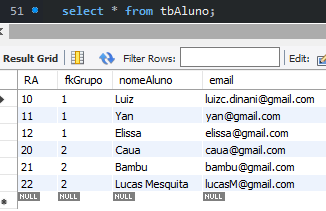 51 select * from tbAluno;
Result Grid Filter Rows: Edit:
RA fkGrupo nomeAluno email
10 1 Luiz luizc.dinani@gmail.com
11 1 Yan yan@gmail.com
12 1 Elissa elissa@gmail.com
20 2 Caua caua@gmail.com
21 2 Bambu bambu@gmail.com
22 2 Lucas Mesquita lucasM@gmail.com
NULL NULL NULL NULL